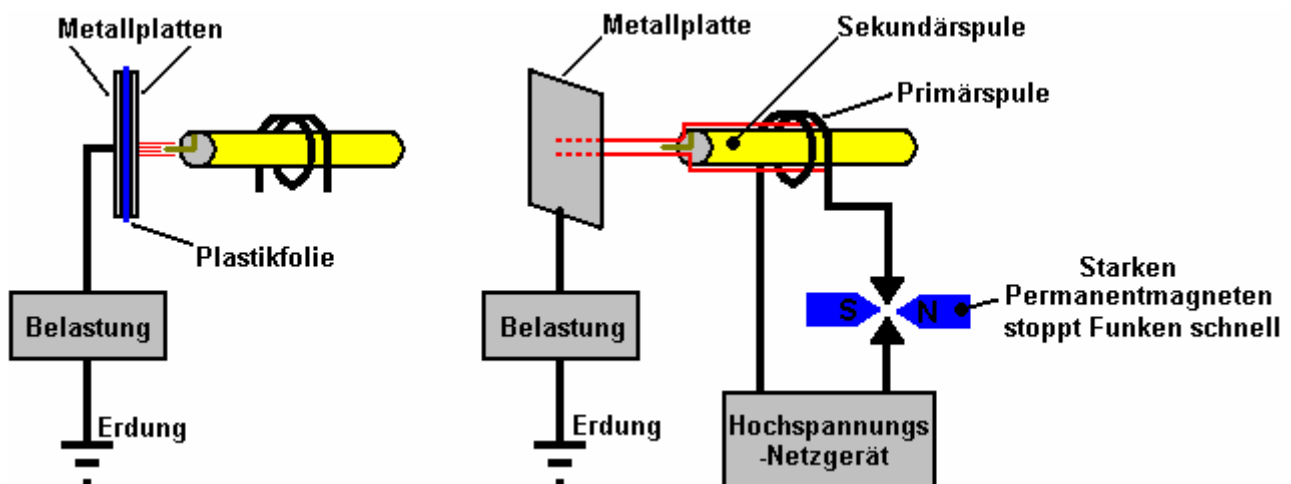 Metallplatten
Plastikfolie
Belastung
Erdung
Metallplatte
Sekundärspule
Primärspule
Starken
Permanentmagneten
stoppt Funken schnell
S N
Belastung
Erdung
Hochspannungs
-Netzgerät